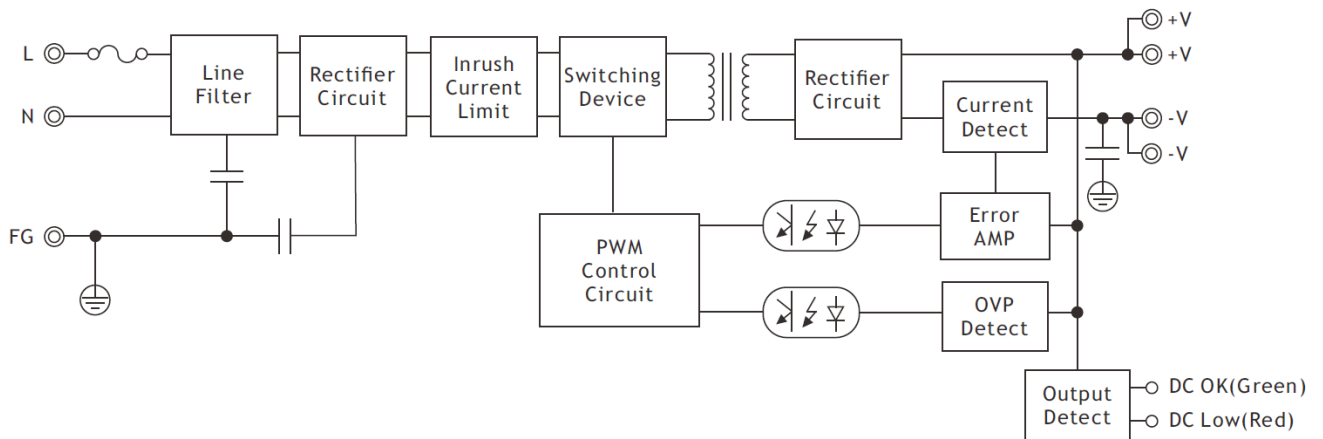 L
Line
Filter
Rectifier
Circuit
Inrush
Current
Limit
Switching
Device
Rectifier
Circuit
Current
Detect
+V
+V
N
-V
-V
FG
PWM
Control
Circuit
Error
AMP
OVP
Detect
Output
Detect
DC OK(Green)
DC Low(Red)